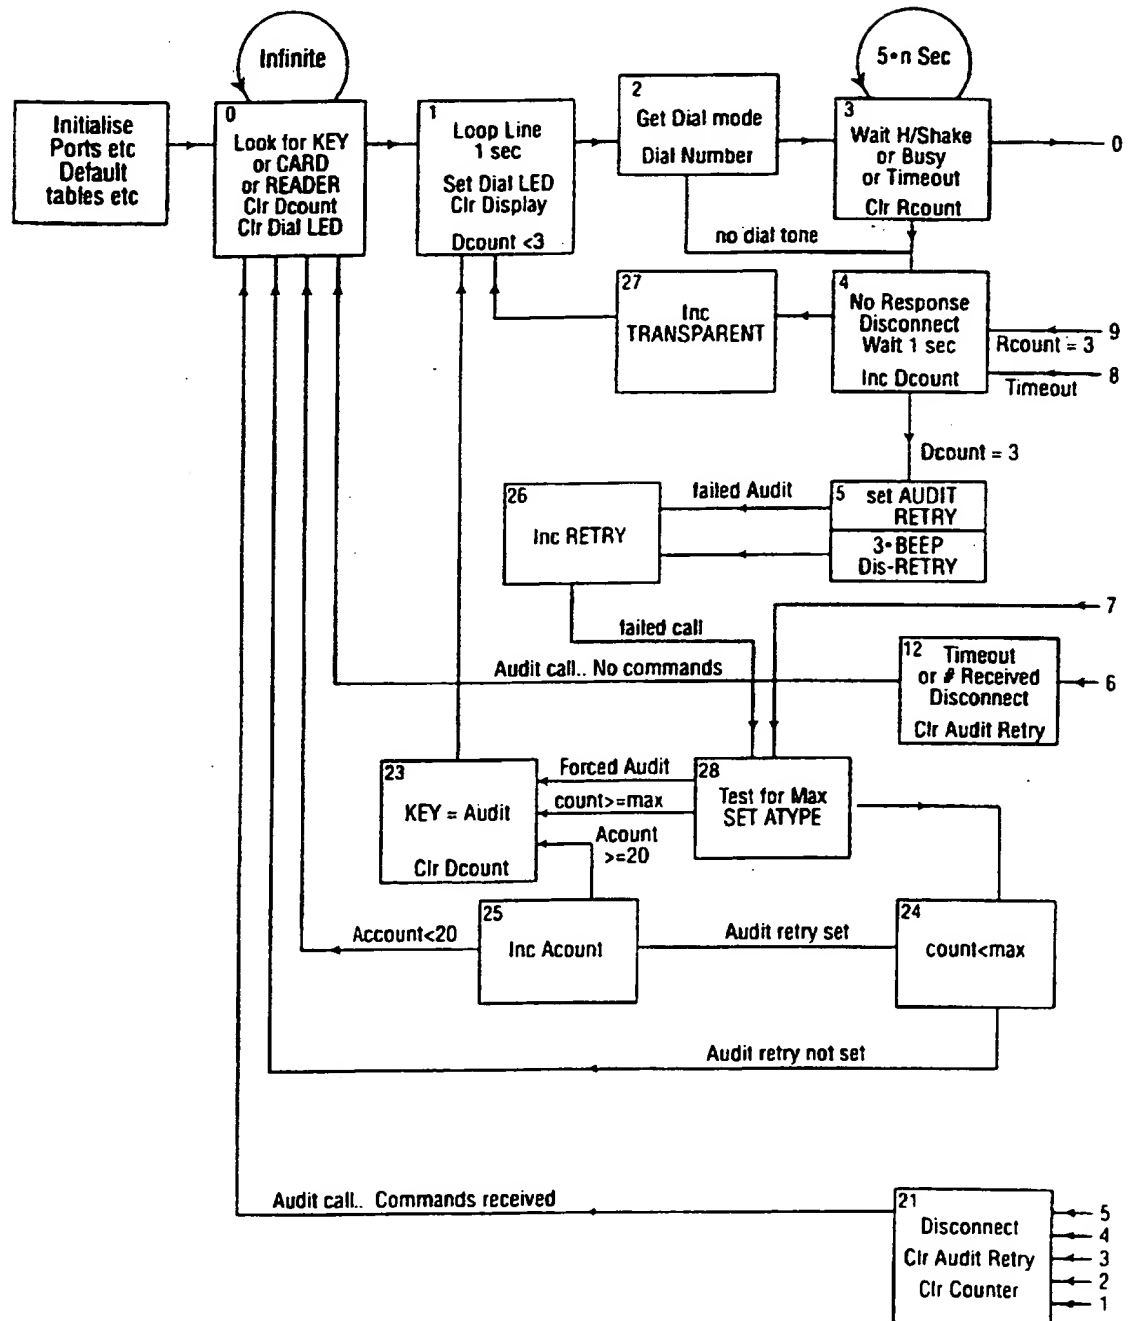 Infinite
5•n Sec
Initialise
Ports etc
Default
tables etc
0
Look for KEY
or CARD
or READER
Clr Dcount
Clr Dial LED
1
Loop Line
1 sec
Set Dial LED
Clr Display
Dcount <3
2
Get Dial mode
Dial Number
3
Wait H/Shake
or Busy
or Timeout
Clr Rcount
0
no dial tone
27
Inc
TRANSPARENT
4
No Response
Disconnect
Wait 1 sec
Inc Dcount
9
Rcount = 3
8
Timeout
Dcount = 3
26
Inc RETRY
failed Audit
5
set AUDIT
RETRY
3•BEEP
Dis-RETRY
7
failed call
Audit call.. No commands
12
Timeout
or # Received
Disconnect
Clr Audit Retry
6
23
KEY = Audit
Clr Dcount
Forced Audit
count>=max
Acount
>=20
28
Test for Max
SET ATYPE
25
Inc Acount
Account<20
Audit retry set
24
count<max
Audit retry not set
Audit call.. Commands received
21
Disconnect
Clr Audit Retry
Clr Counter
5
4
3
2
1